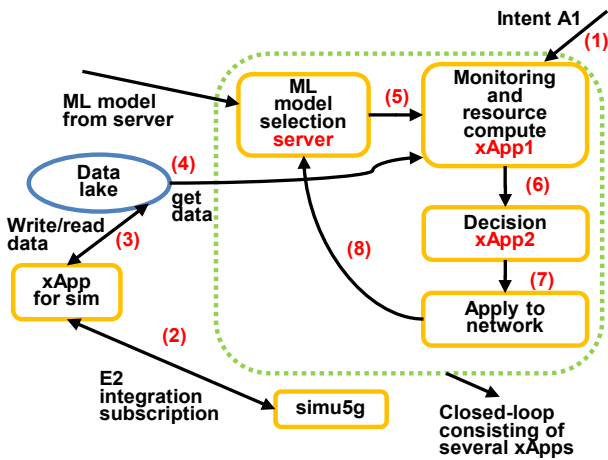 Intent A1
(1)
ML model
from server
ML
model
selection
server
(5)
Monitoring
and
resource
compute
xApp1
(4)
Data
lake
get
data
(6)
Write/read
data
(3)
Decision
xApp2
(8)
(7)
xApp
for sim
Apply to
network
(2)
E2
integration
subscription
simu5g
Closed-loop
consisting of
several xApps